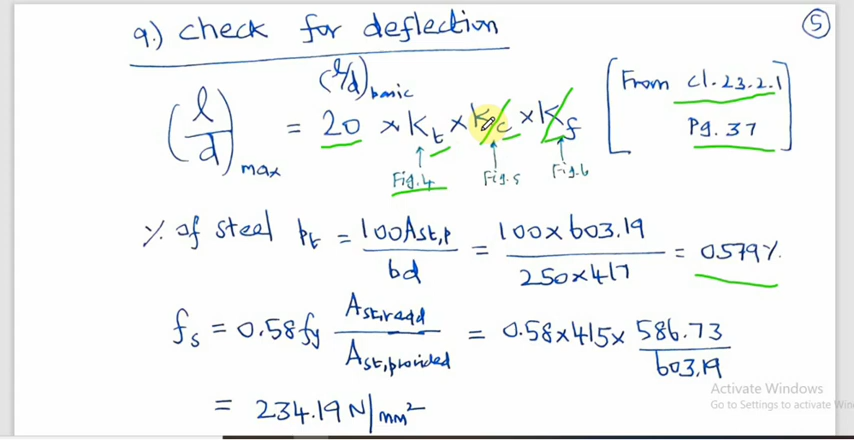 ⑤
9.) Check for deflection
(l/d)max = 20 (l/d)basic × Kt × Kc × Kf [From cl. 23.2.1 Pg. 37]
Fig.4 Fig.5 Fig.6
% of steel Pt = 100Ast,p / bd = 100×603.19 / 250×417 = 0.579%
fs = 0.58fy Ast,reqd / Ast,provided = 0.58×415× 586.73 / 603.19
= 234.19 N/mm²
Activate Windows
Go to Settings to activate Win